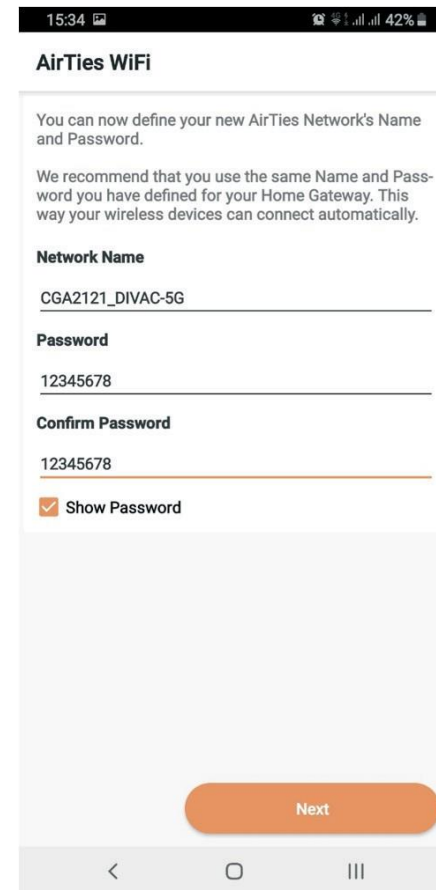 15:34 42%
AirTies WiFi
You can now define your new AirTies Network's Name
and Password.
We recommend that you use the same Name and Pass-
word you have defined for your Home Gateway. This
way your wireless devices can connect automatically.
Network Name
CGA2121_DIVAC-5G
Password
12345678
Confirm Password
12345678
Show Password
Next